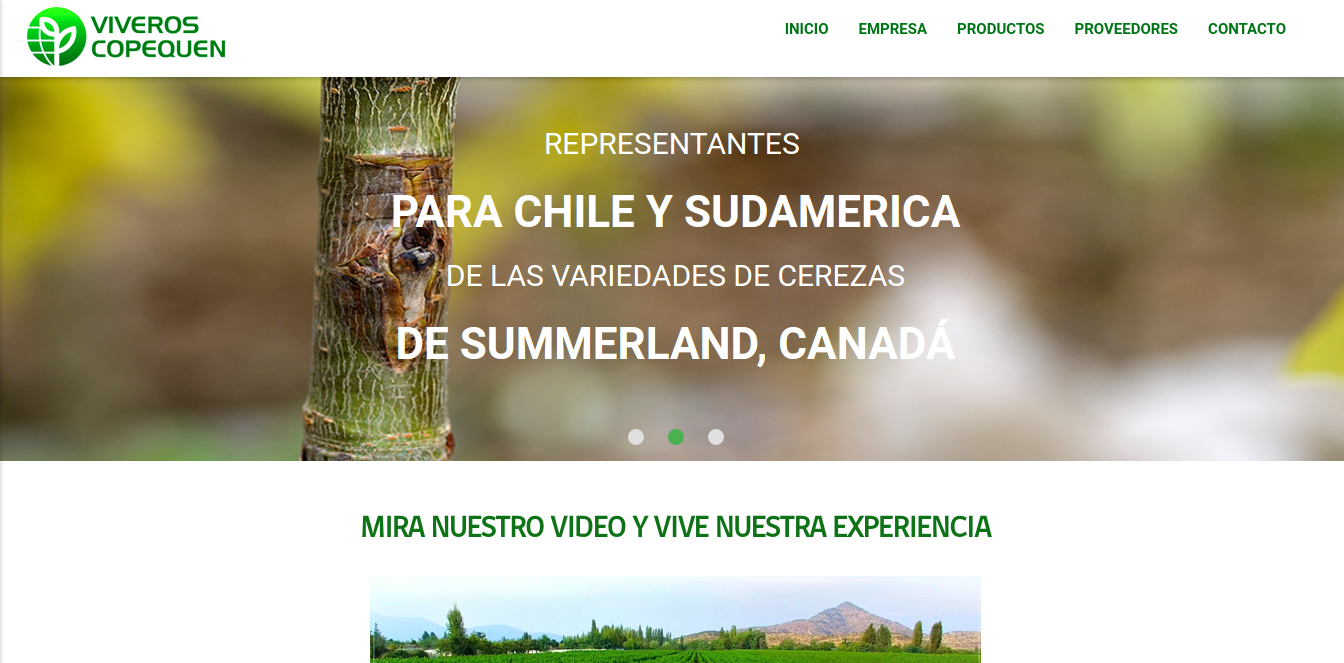 VIVEROS
COPEQUEN
INICIO EMPRESA PRODUCTOS PROVEEDORES CONTACTO
REPRESENTANTES
PARA CHILE Y SUDAMERICA
DE LAS VARIEDADES DE CEREZAS
DE SUMMERLAND, CANADÁ
MIRA NUESTRO VIDEO Y VIVE NUESTRA EXPERIENCIA